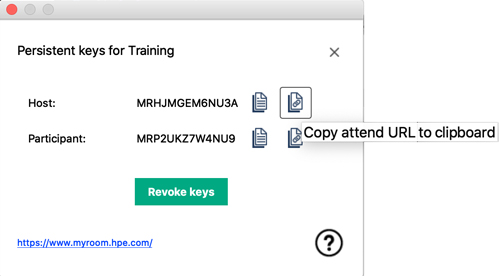 Persistent keys for Training
Host: MRHJMGEM6NU3A
Participant: MRP2UKZ7W4NU9
Copy attend URL to clipboard
Revoke keys
https://www.myroom.hpe.com/
?